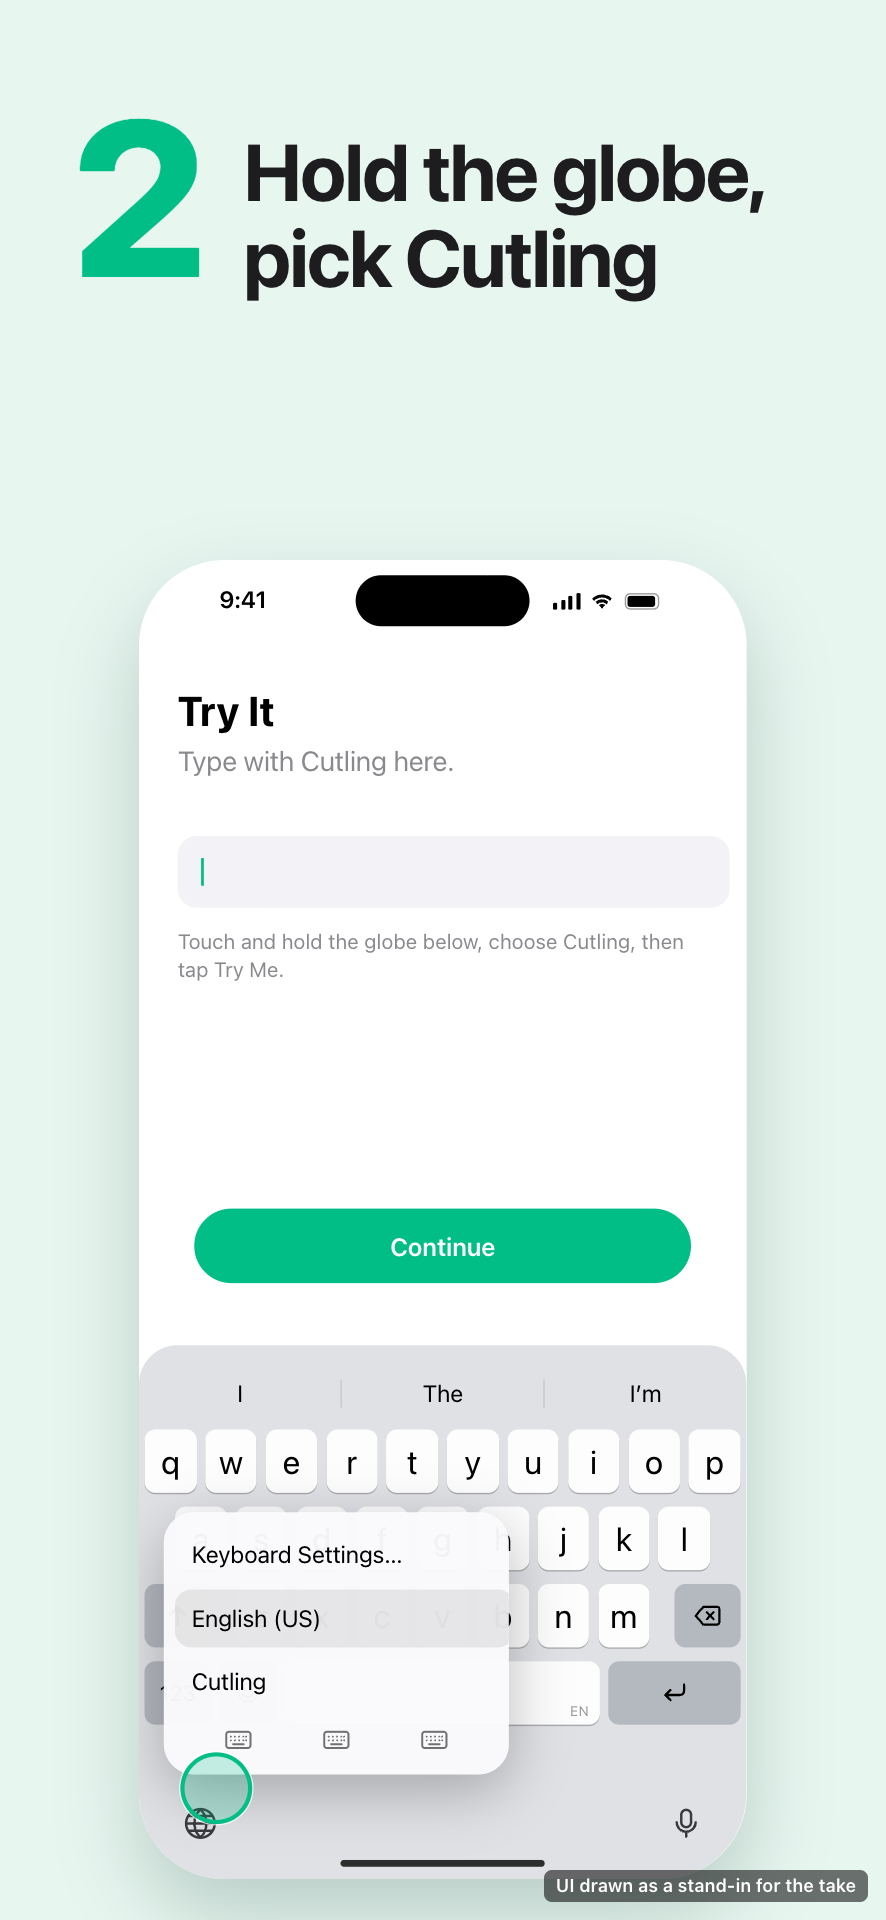 2
Hold the globe,
pick Cutling
9:41
Try It
Type with Cutling here.
Touch and hold the globe below, choose Cutling, then
tap Try Me.
Continue
I The I'm
q w e r t y u i o p
a s d f g h j k l
Keyboard Settings...
x c v b n m
English (US)
123
Cutling
EN
UI drawn as a stand-in for the take